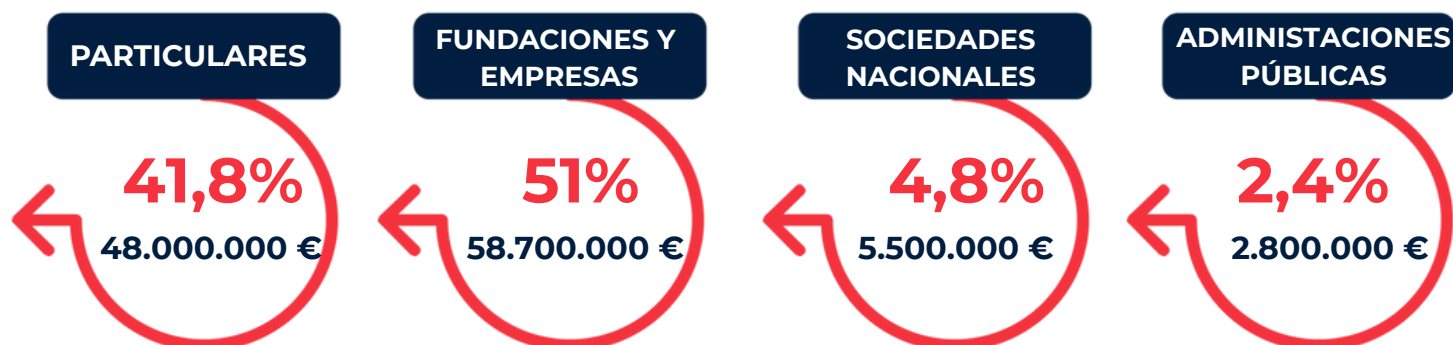 PARTICULARES
41,8%
48.000.000 €
FUNDACIONES Y
EMPRESAS
51%
58.700.000 €
SOCIEDADES
NACIONALES
4,8%
5.500.000 €
ADMINISTACIONES
PÚBLICAS
2,4%
2.800.000 €